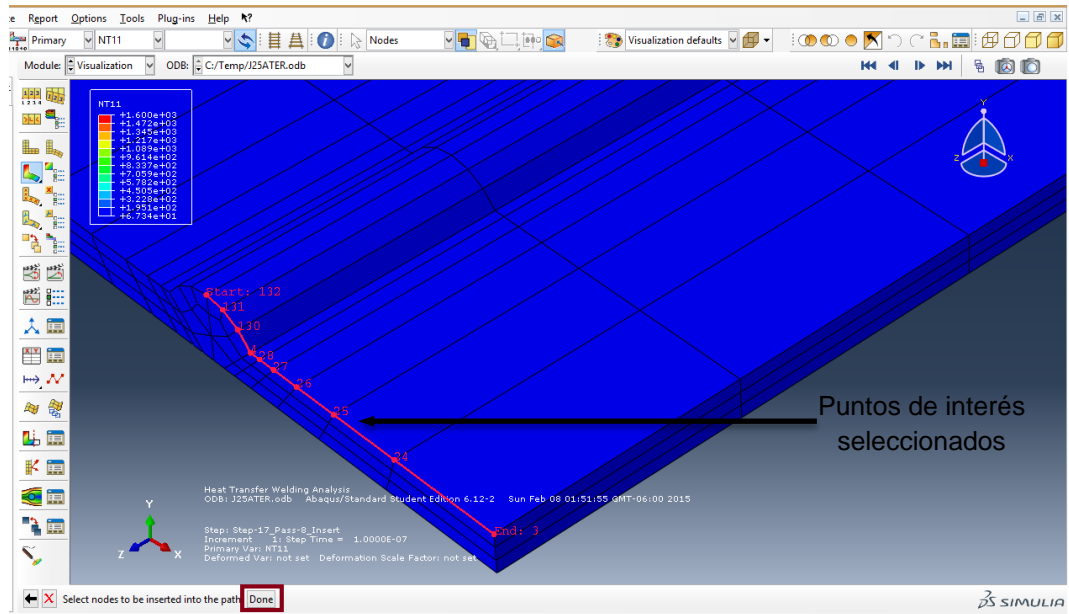 e Report Options Tools Plug-ins Help
Primary NT11 Nodes Visualization defaults
Module: Visualization ODB: C:/Temp/J25ATER.odb
NT11
+1.600e+03
+1.472e+03
+1.345e+03
+1.217e+03
+1.089e+03
+9.614e+02
+8.337e+02
+7.059e+02
+5.782e+02
+4.505e+02
+3.228e+02
+1.951e+02
+6.734e+01
Y
Z X
Start: 132
131
130
4
28
27
26
25
24
End: 3
Puntos de interés
seleccionados
Heat Transfer Welding Analysis
ODB: J25ATER.odb Abaqus/Standard Student Edition 6.12-2 Sun Feb 08 01:51:55 GMT-06:00 2015
Step: Step-17_Pass-8_Insert
Increment 1: Step Time = 1.0000E-07
Primary Var: NT11
Deformed Var: not set Deformation Scale Factor: not set
Y
Z X
Select nodes to be inserted into the path Done
SIMULIA